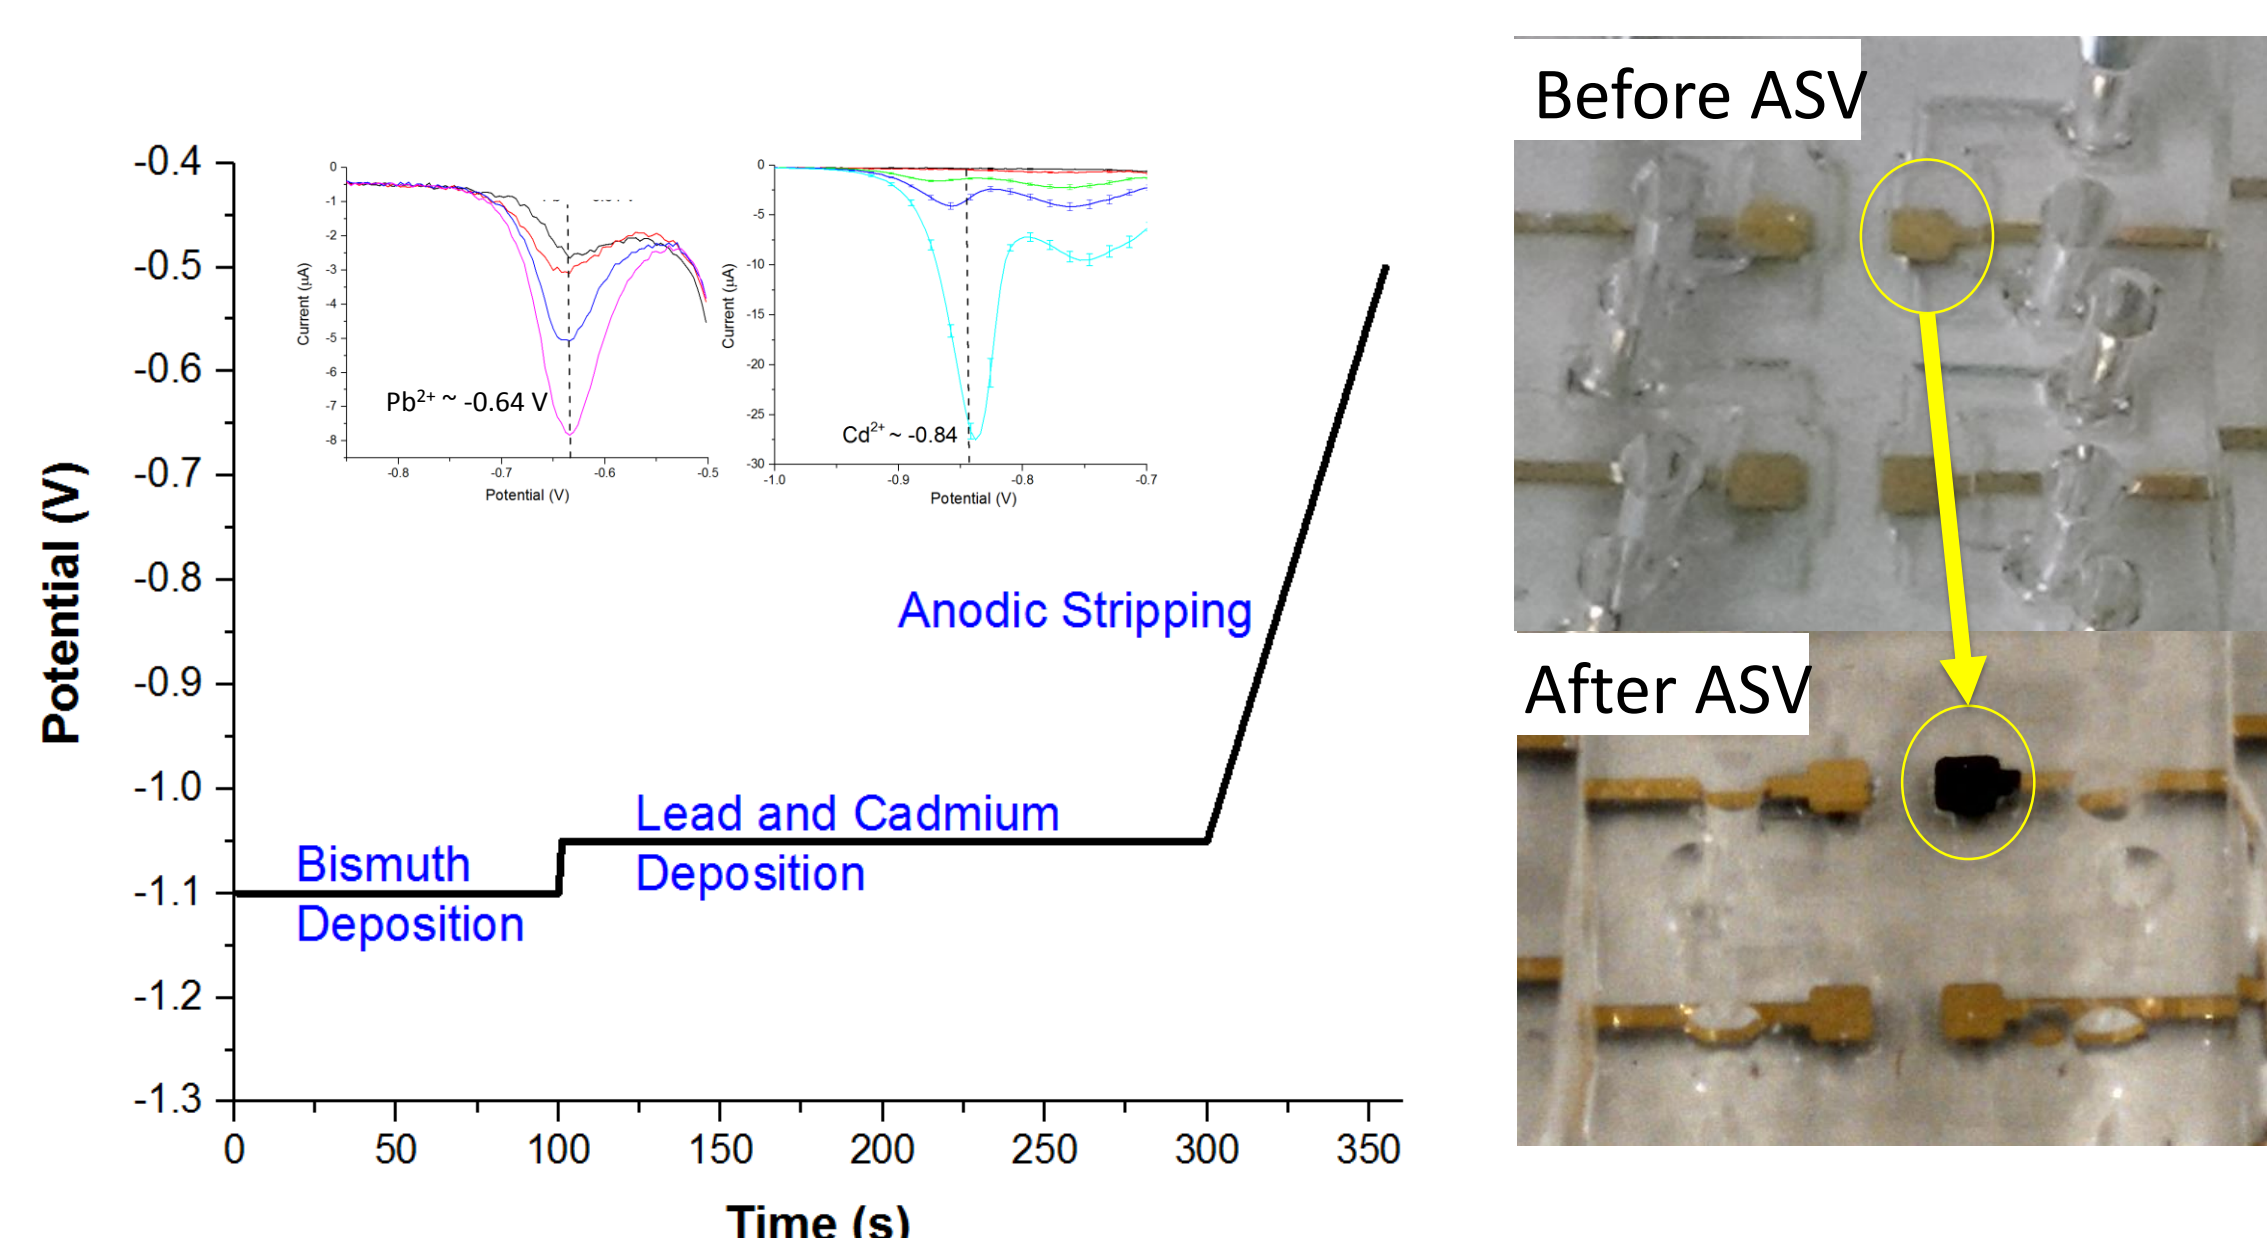 -0.4
-0.5
-0.6
-0.7
-0.8
-0.9
-1.0
-1.1
-1.2
-1.3
Potential (V)
0
50
100
150
200
250
300
350
Time (s)
Bismuth
Deposition
Lead and Cadmium
Deposition
Anodic Stripping
0
-1
-2
-3
-4
-5
-6
-7
-8
Current (µA)
Pb²⁺ ~ -0.64 V
-0.8
-0.7
-0.6
-0.5
Potential (V)
0
-5
-10
-15
-20
-25
-30
Current (µA)
Cd²⁺ ~ -0.84
-1.0
-0.9
-0.8
-0.7
Potential (V)
Before ASV
After ASV